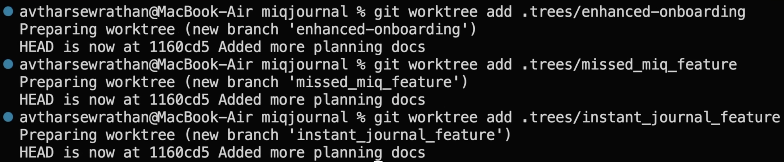 avtharsewrathan@MacBook-Air miqjournal % git worktree add .trees/enhanced-onboarding
Preparing worktree (new branch 'enhanced-onboarding')
HEAD is now at 1160cd5 Added more planning docs
avtharsewrathan@MacBook-Air miqjournal % git worktree add .trees/missed_miq_feature
Preparing worktree (new branch 'missed_miq_feature')
HEAD is now at 1160cd5 Added more planning docs
avtharsewrathan@MacBook-Air miqjournal % git worktree add .trees/instant_journal_feature
Preparing worktree (new branch 'instant_journal_feature')
HEAD is now at 1160cd5 Added more planning docs